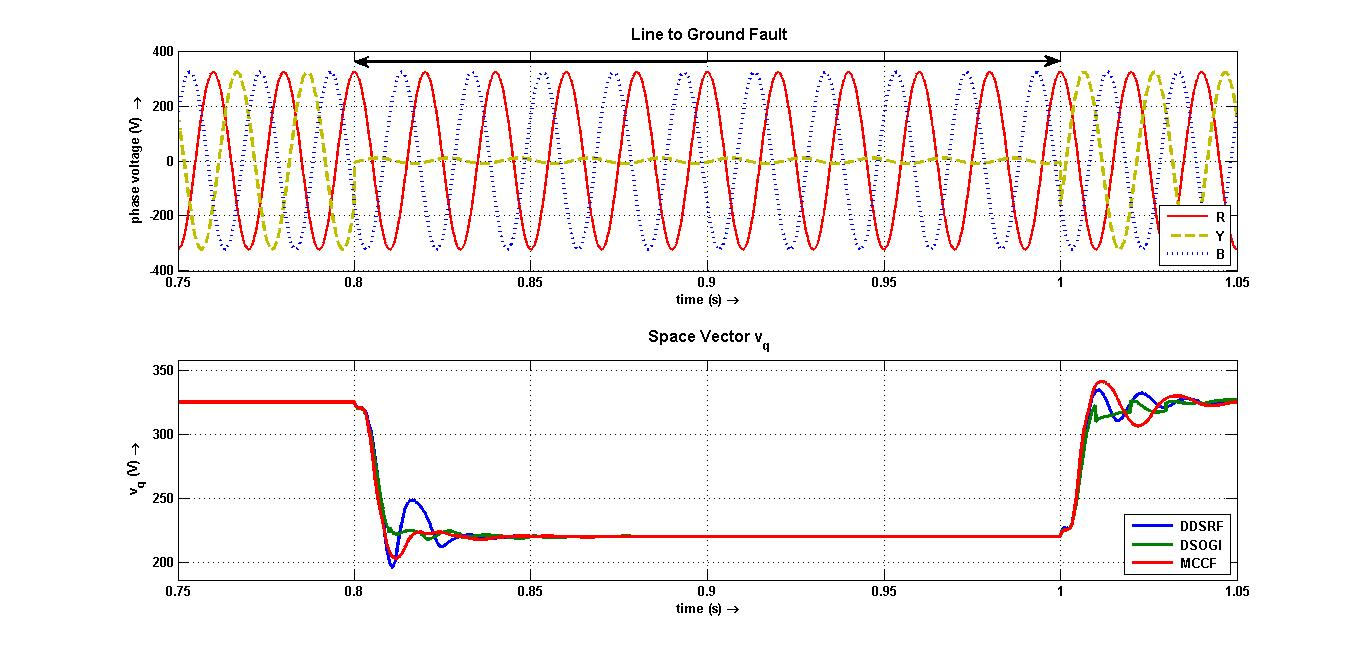 Line to Ground Fault
phase voltage (V) →
400
200
0
-200
-400
0.75
0.8
0.85
0.9
0.95
1
1.05
time (s) →
R
Y
B
Space Vector vq
vq (V) →
350
300
250
200
0.75
0.8
0.85
0.9
0.95
1
1.05
time (s) →
DDSRF
DSOGI
MCCF